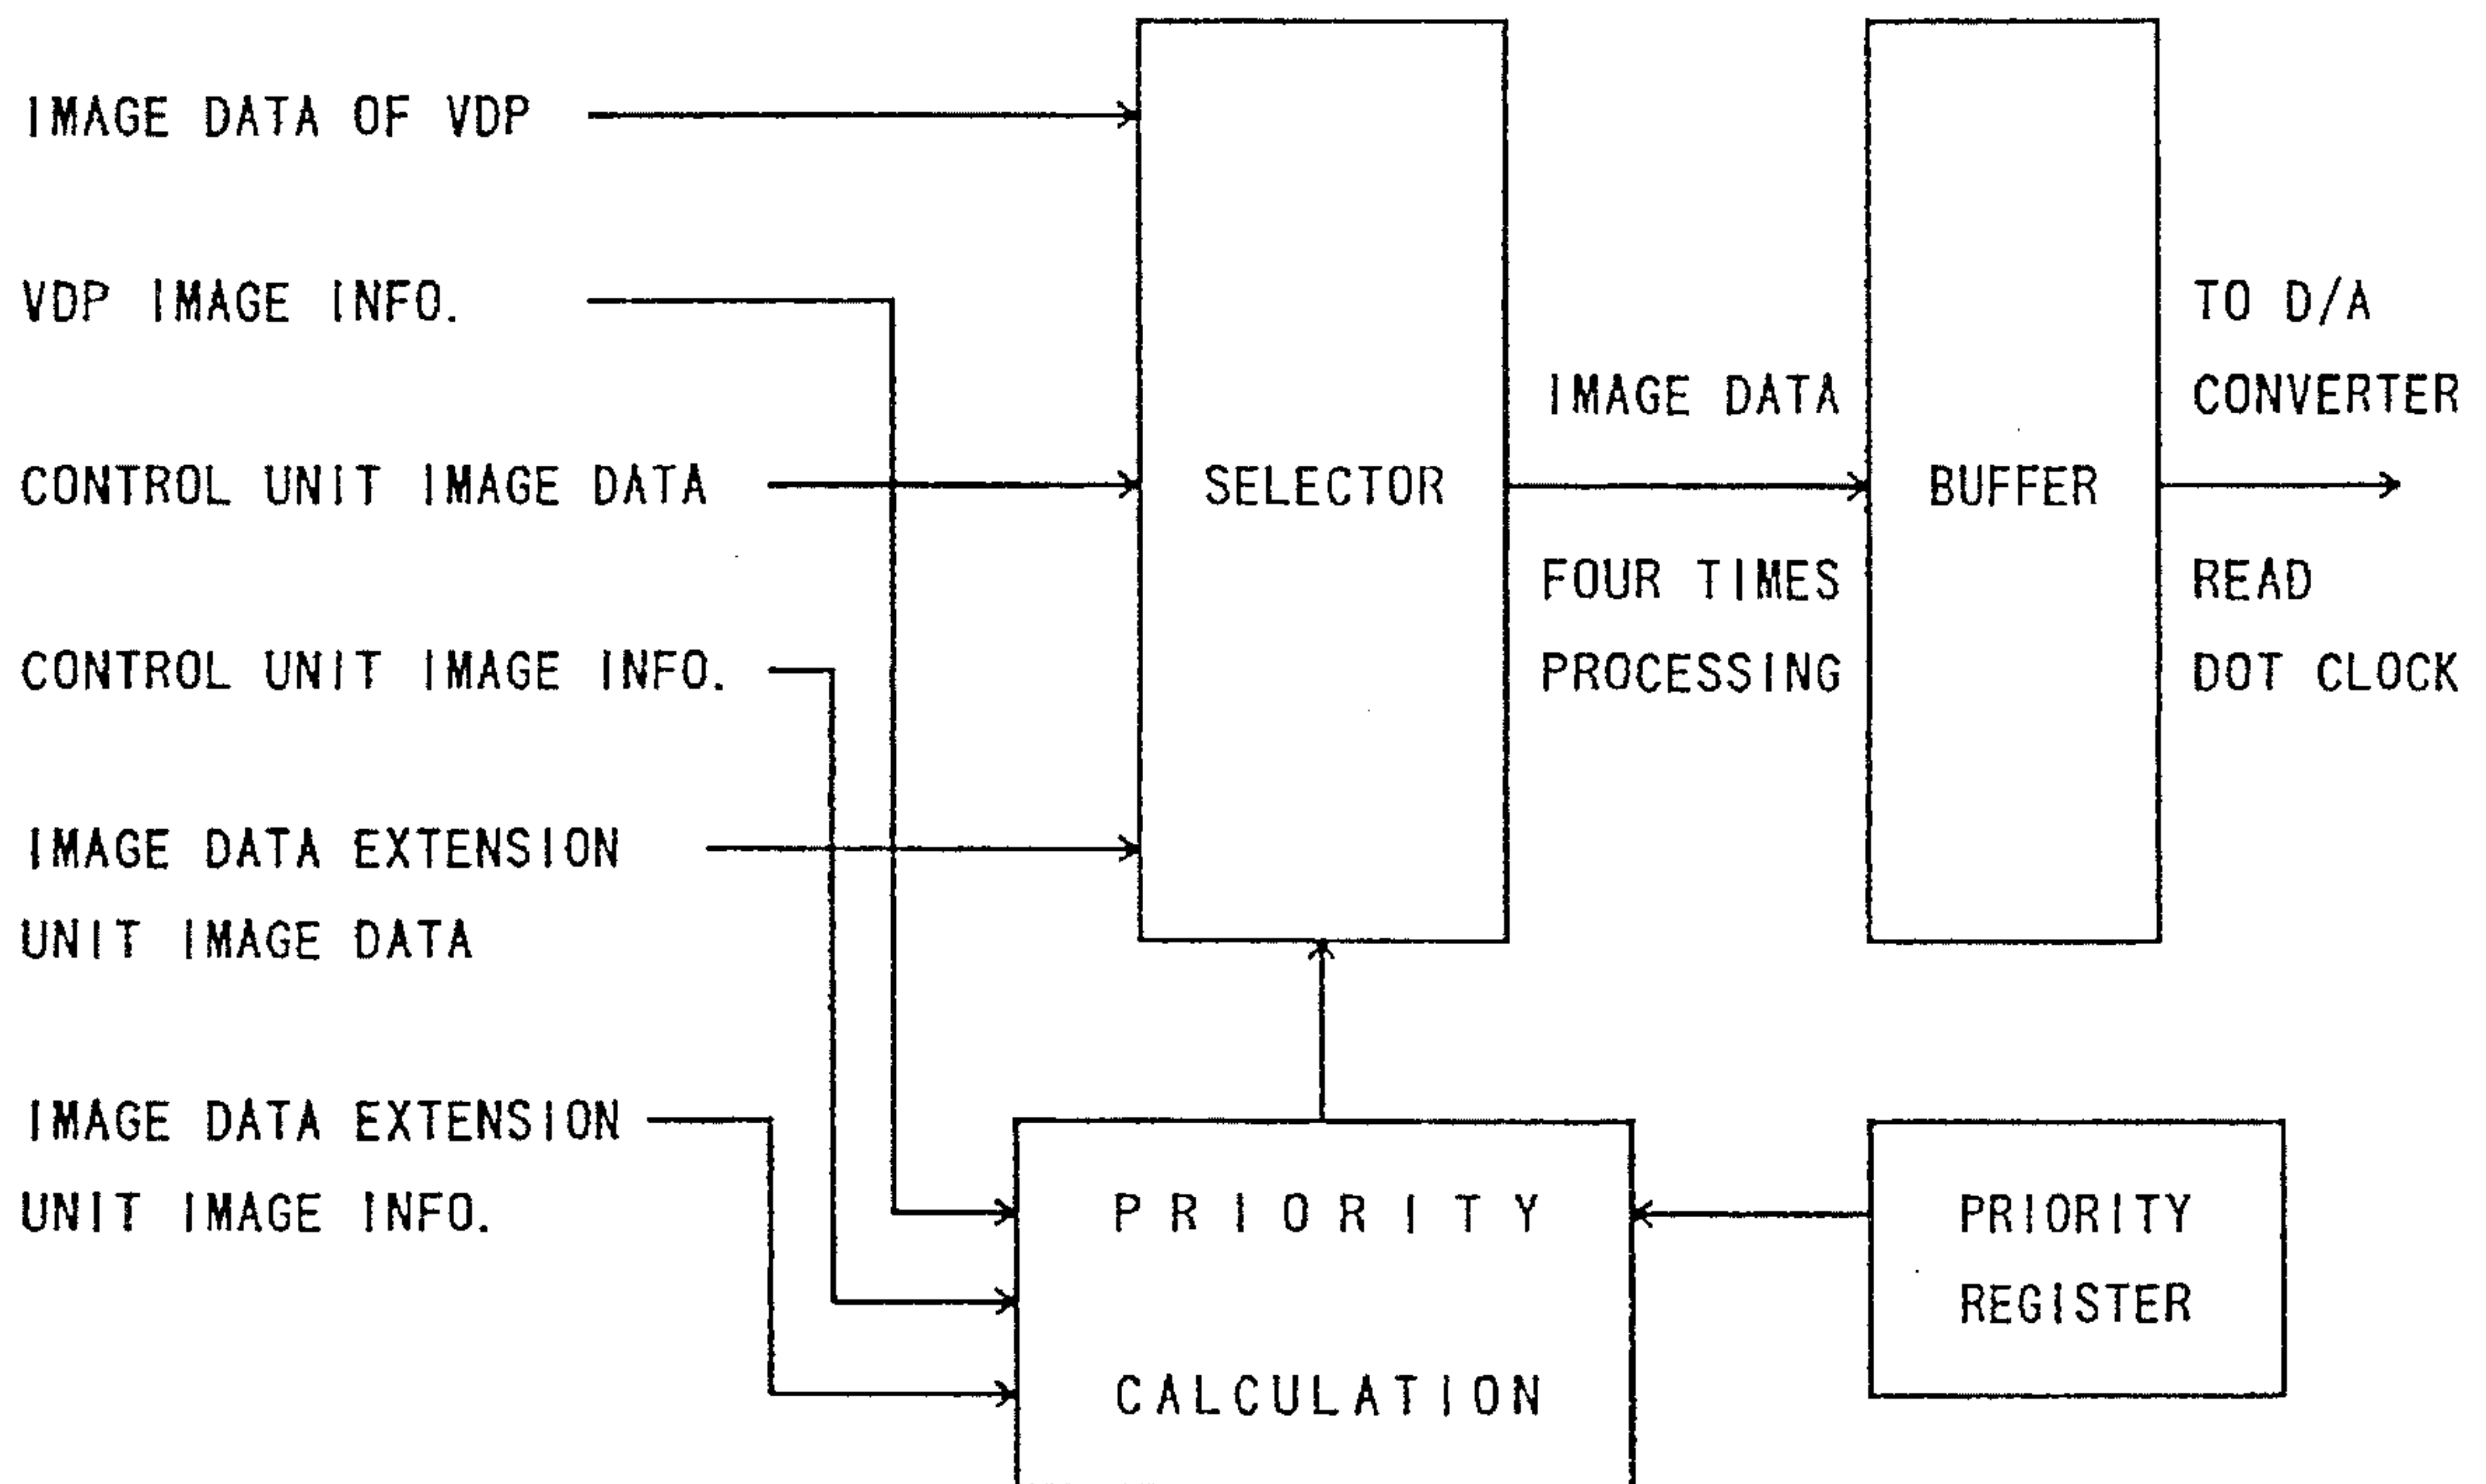 IMAGE DATA OF VDP
VDP IMAGE INFO.
CONTROL UNIT IMAGE DATA
CONTROL UNIT IMAGE INFO.
IMAGE DATA EXTENSION
UNIT IMAGE DATA
IMAGE DATA EXTENSION
UNIT IMAGE INFO.
SELECTOR
IMAGE DATA
FOUR TIMES
PROCESSING
BUFFER
TO D/A
CONVERTER
READ
DOT CLOCK
PRIORITY
CALCULATION
PRIORITY
REGISTER